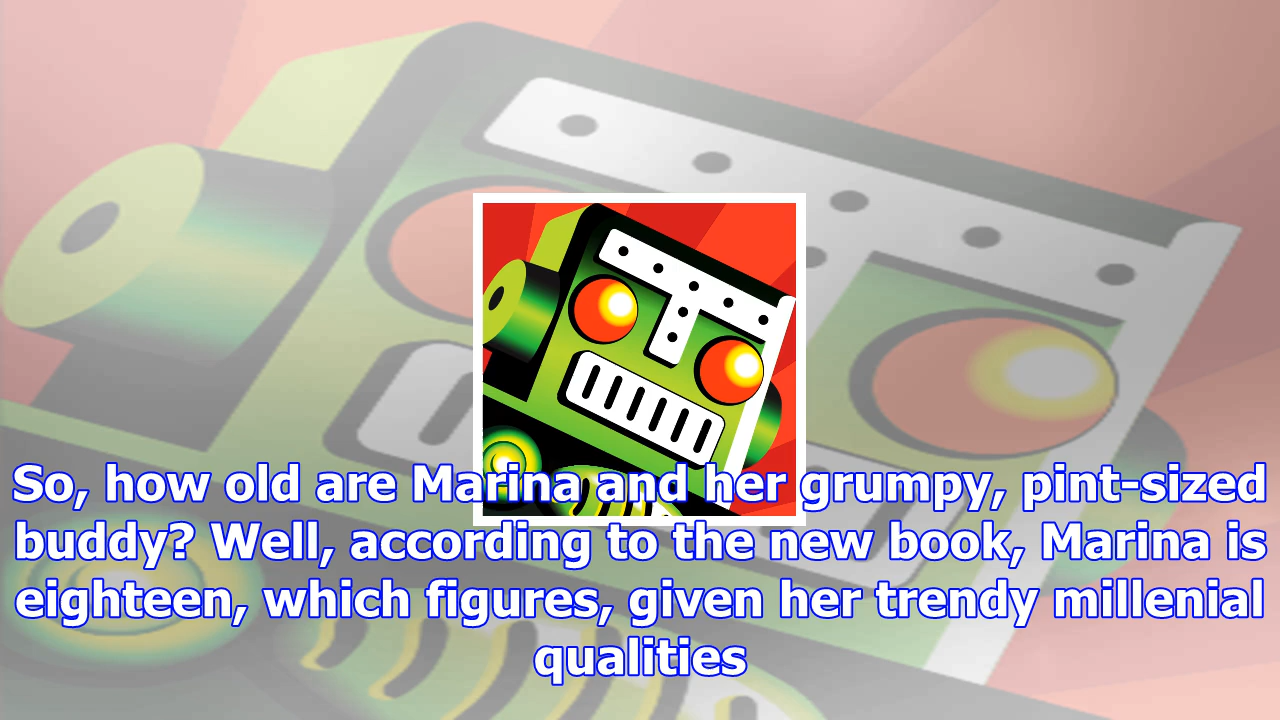 So, how old are Marina and her grumpy, pint-sized
buddy? Well, according to the new book, Marina is
eighteen, which figures, given her trendy millenial
qualities